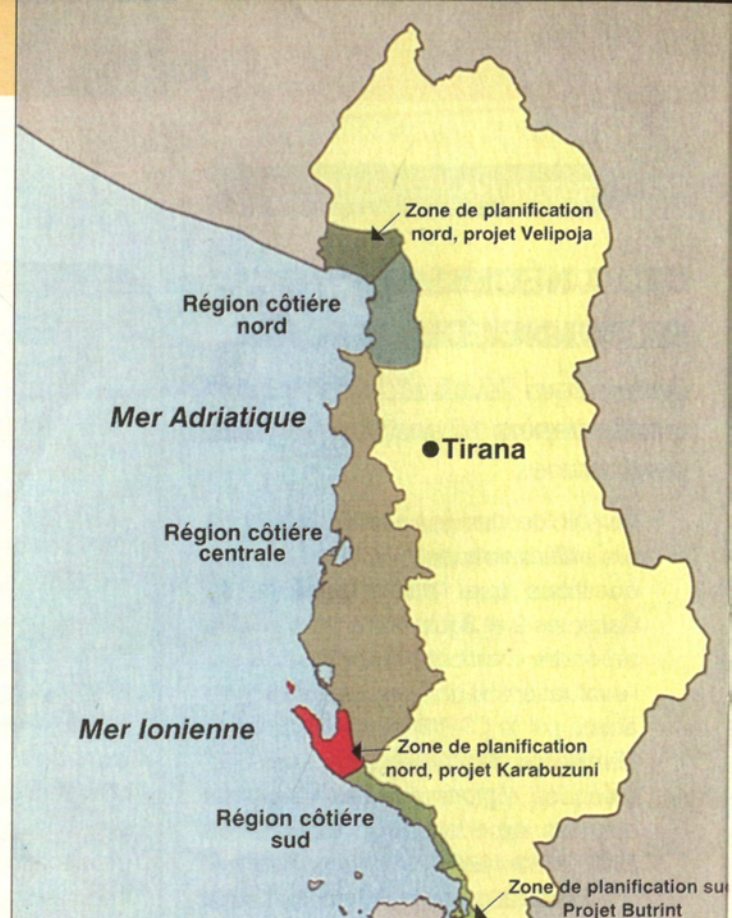 Zone de planification
nord, projet Velipoja
Région côtiére
nord
Mer Adriatique
Tirana
Région côtiére
centrale
Mer Ionienne
Zone de planification
nord, projet Karabuzuni
Région côtiére
sud
Zone de planification sud
Projet Butrint